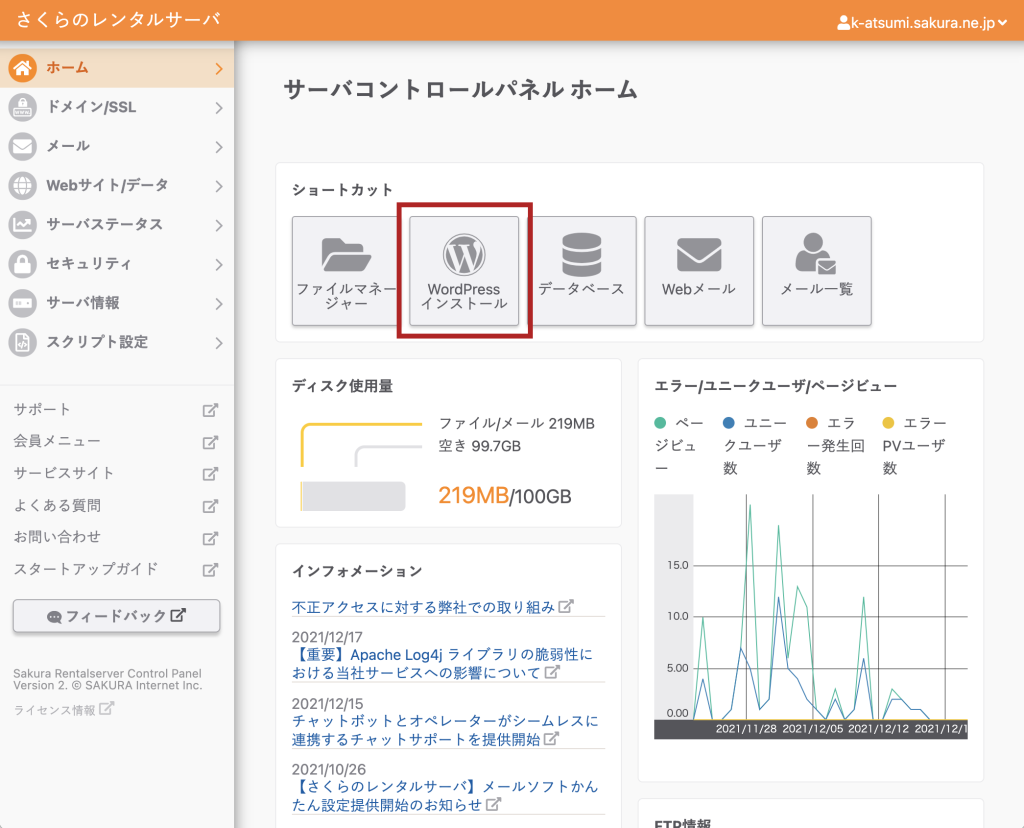 さくらのレンタルサーバ
k-atsumi.sakura.ne.jp
ホーム
ドメイン/SSL
メール
Webサイト/データ
サーバステータス
セキュリティ
サーバ情報
スクリプト設定
サポート
会員メニュー
サービスサイト
よくある質問
お問い合わせ
スタートアップガイド
フィードバック
Sakura Rentalserver Control Panel
Version 2. © SAKURA Internet Inc.
ライセンス情報
サーバコントロールパネル ホーム
ショートカット
ファイルマネー
ジャー
WordPress
インストール
データベース
Webメール
メール一覧
ディスク使用量
ファイル/メール 219MB
空き 99.7GB
219MB/100GB
インフォメーション
不正アクセスに対する弊社での取り組み
2021/12/17
【重要】Apache Log4j ライブラリの脆弱性に
おける当社サービスへの影響について
2021/12/15
チャットボットとオペレーターがシームレスに
連携するチャットサポートを提供開始
2021/10/26
【さくらのレンタルサーバ】メールソフトかん
たん設定提供開始のお知らせ
エラー/ユニークユーザ/ページビュー
ペー
ジビュ
ー
ユニー
クユーザ
数
エラ
ー発生回
数
エラー
PVユーザ
数
15.0
10.0
5.00
0.00
2021/11/28 2021/12/05 2021/12/12 2021/12/1
FTP情報